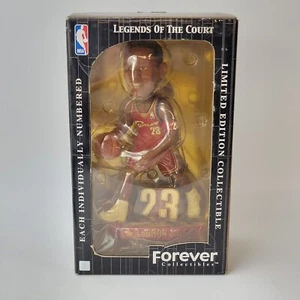 LEGENDS OF THE COURT
NBA
EACH INDIVIDUALLY NUMBERED
LIMITED EDITION COLLECTIBLE
23
23
Forever
Collectibles